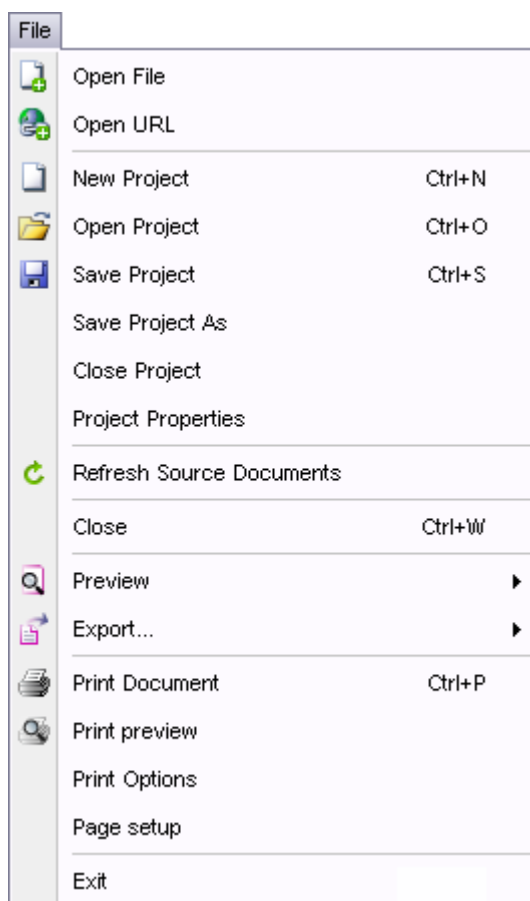 File
Open File
Open URL
New Project Ctrl+N
Open Project Ctrl+O
Save Project Ctrl+S
Save Project As
Close Project
Project Properties
Refresh Source Documents
Close Ctrl+W
Preview
Export...
Print Document Ctrl+P
Print preview
Print Options
Page setup
Exit